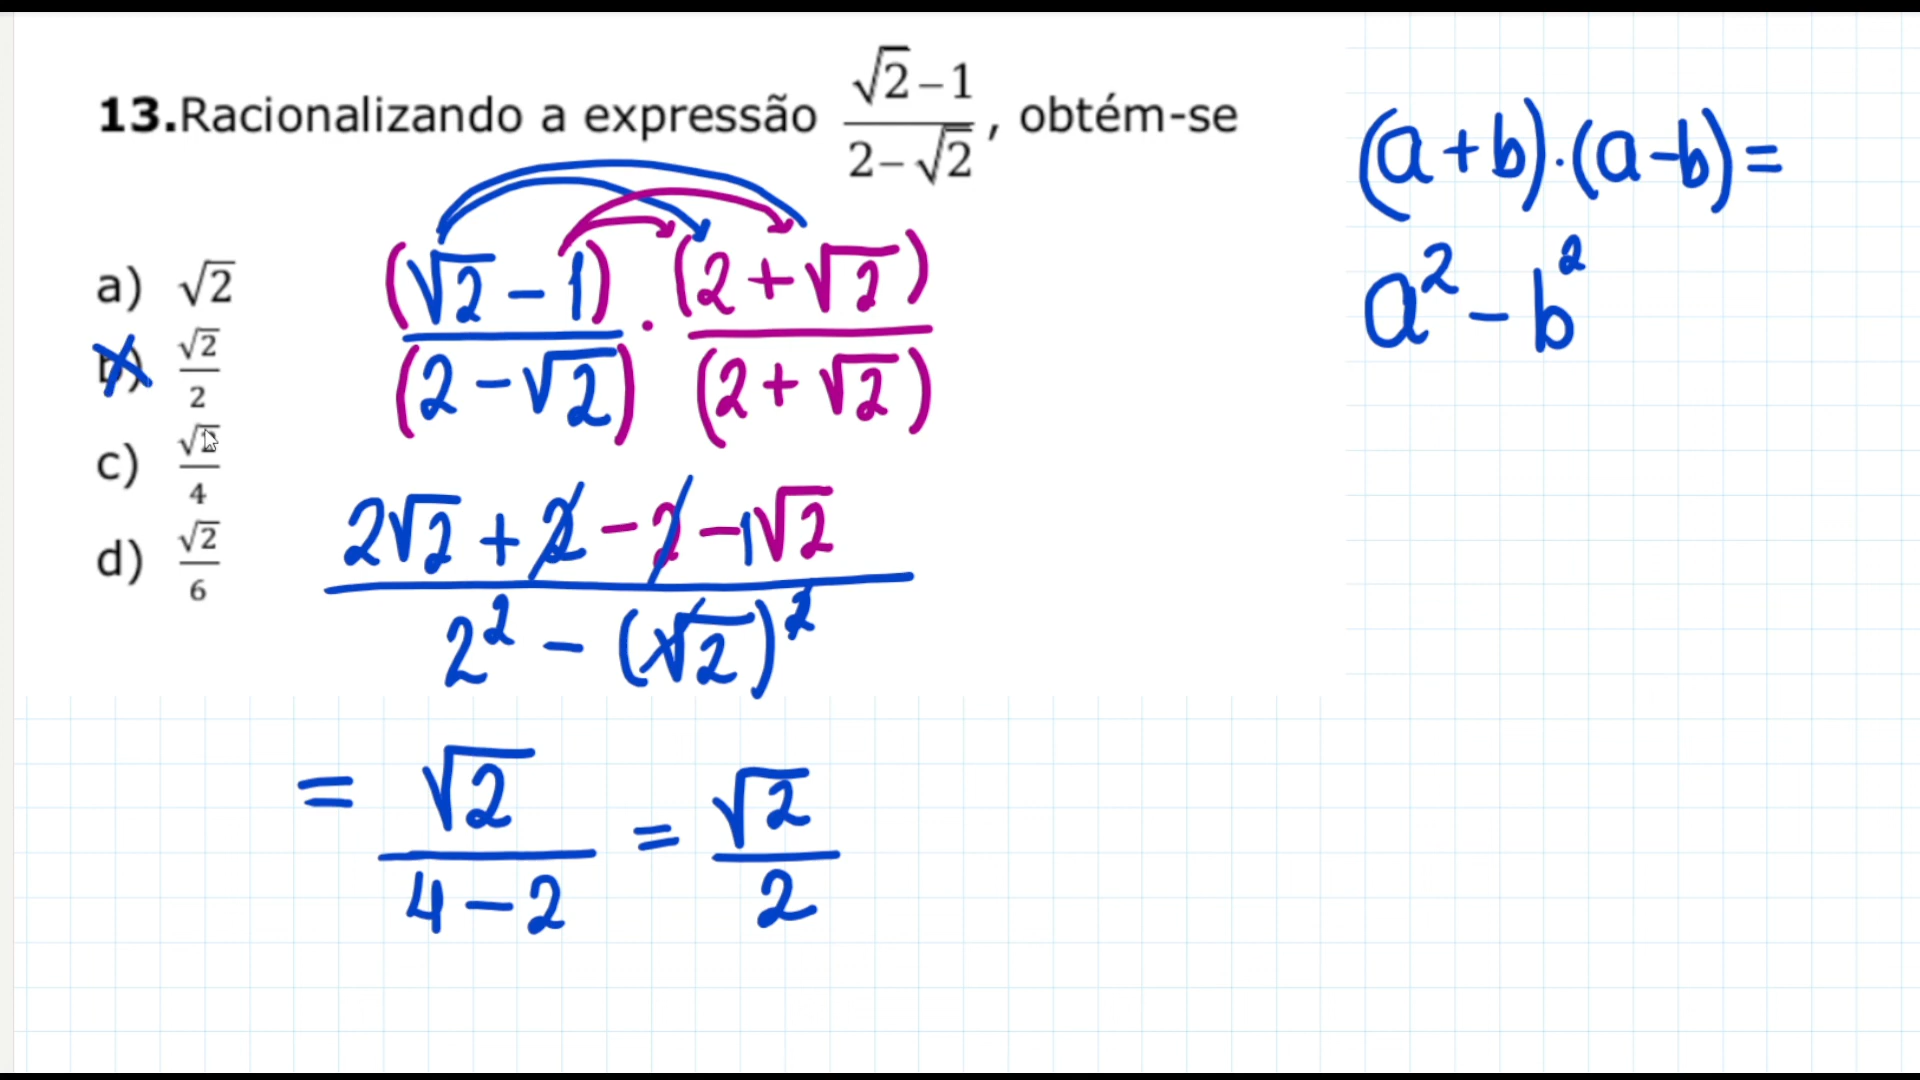 13.Racionalizando a expressão (√2−1)/(2−√2), obtém-se
(a+b)·(a−b)=
a² − b²
a) √2
b) √2/2
c) √2/4
d) √2/6
(√2 − 1)/(2 − √2) · (2 + √2)/(2 + √2)
(2√2 + 2 − 2 − 1√2)/(2² − (√2)²)
= √2/(4 − 2) = √2/2